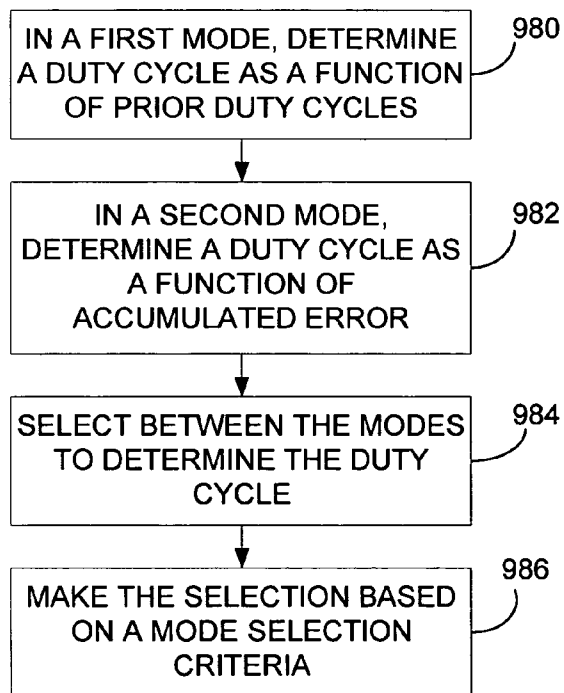 IN A FIRST MODE, DETERMINE
A DUTY CYCLE AS A FUNCTION
OF PRIOR DUTY CYCLES
980
IN A SECOND MODE,
DETERMINE A DUTY CYCLE AS
A FUNCTION OF
ACCUMULATED ERROR
982
SELECT BETWEEN THE MODES
TO DETERMINE THE DUTY
CYCLE
984
MAKE THE SELECTION BASED
ON A MODE SELECTION
CRITERIA
986